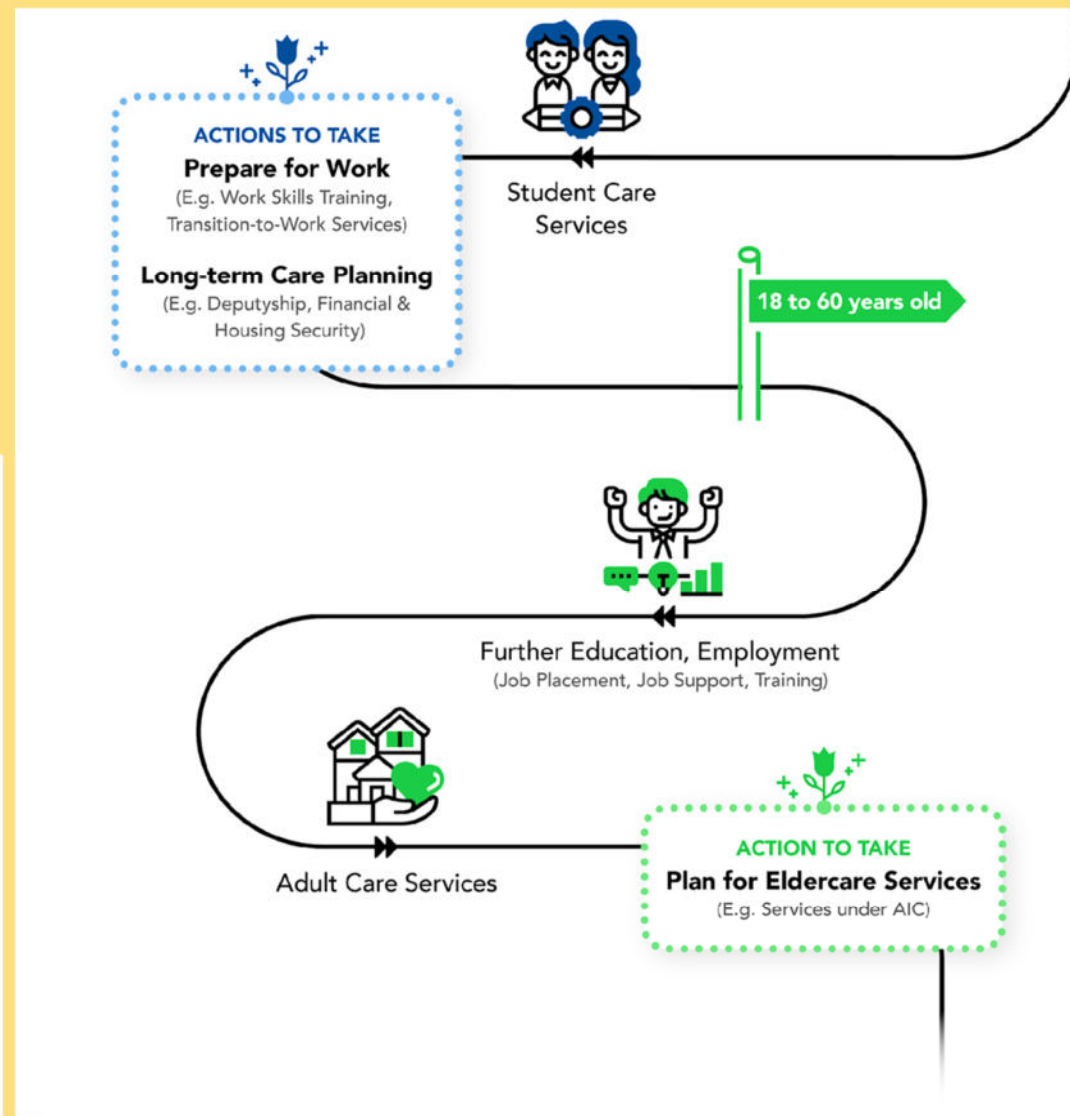 ACTIONS TO TAKE
Prepare for Work
(E.g. Work Skills Training,
Transition-to-Work Services)
Long-term Care Planning
(E.g. Deputyship, Financial &
Housing Security)
Student Care
Services
18 to 60 years old
Further Education, Employment
(Job Placement, Job Support, Training)
Adult Care Services
ACTION TO TAKE
Plan for Eldercare Services
(E.g. Services under AIC)